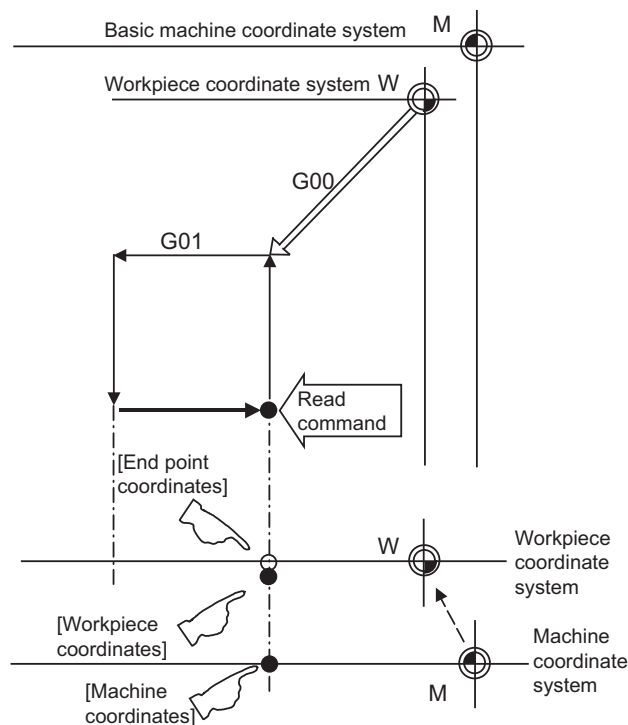 Basic machine coordinate system
M
Workpiece coordinate system
W
G00
G01
Read
command
[End point
coordinates]
W
Workpiece
coordinate
system
[Workpiece
coordinates]
Machine
coordinate
system
[Machine
coordinates]
M